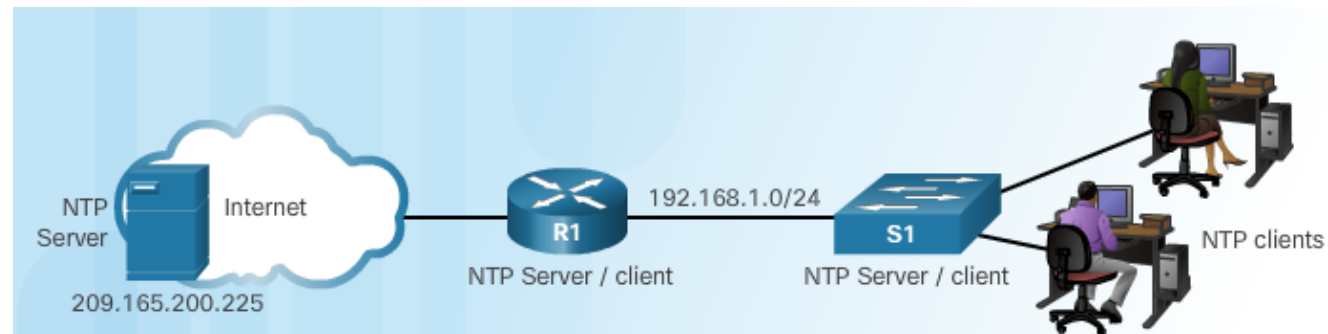 NTP
Server
Internet
209.165.200.225
R1
NTP Server / client
192.168.1.0/24
S1
NTP Server / client
NTP clients